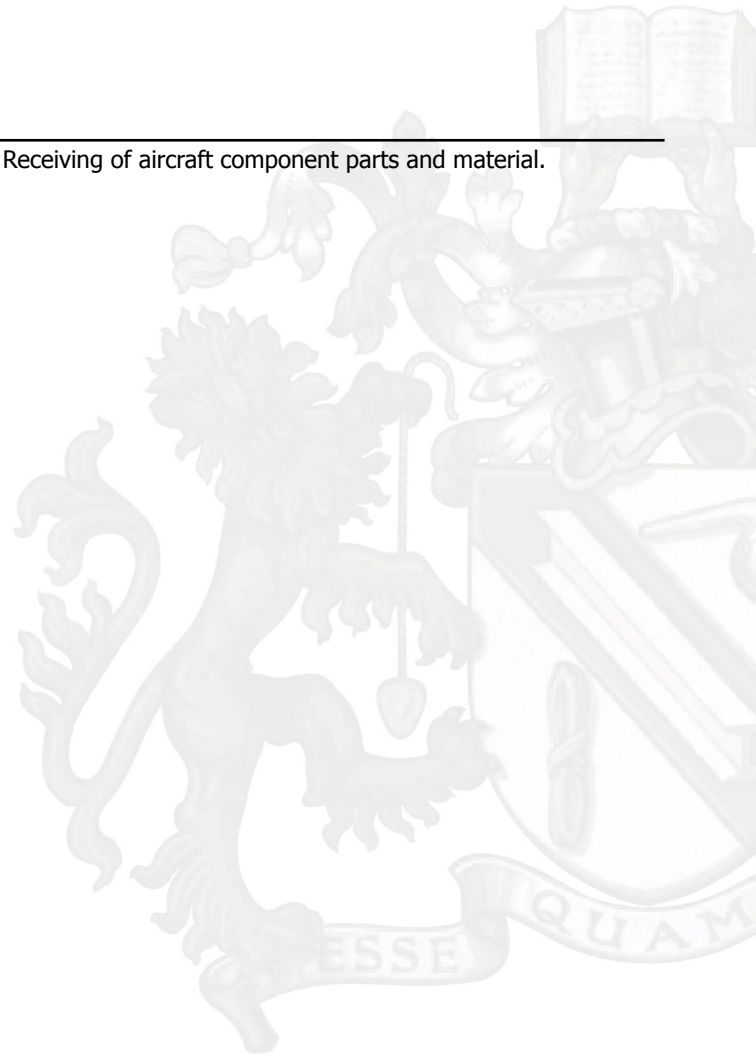 Receiving of aircraft component parts and material.
ESSE
QUAM